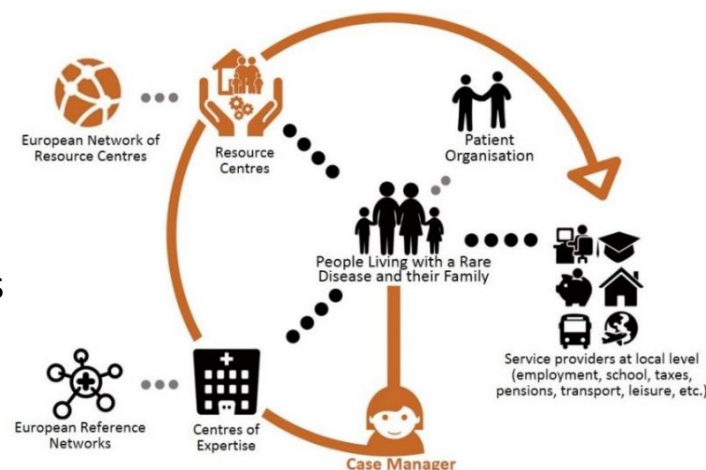 European Network of
Resource Centres
Resource
Centres
Patient
Organisation
People Living with a Rare
Disease and their Family
s
Service providers at local level
(employment, school, taxes,
pensions, transport, leisure, etc.)
European Reference
Networks
Centres of
Expertise
Case Manager